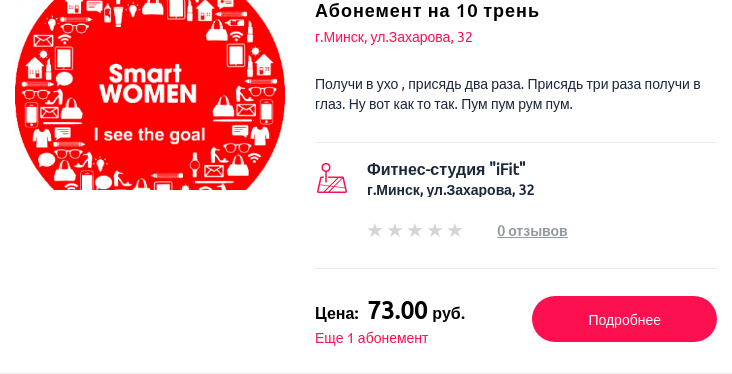 Абонемент на 10 трень
г.Минск, ул.Захарова, 32
Smart
WOMEN
I see the goal
Получи в ухо , присядь два раза. Присядь три раза получи в
глаз. Ну вот как то так. Пум пум рум пум.
Фитнес-студия "iFit"
г.Минск, ул.Захарова, 32
0 отзывов
Цена: 73.00 руб.
Еще 1 абонемент
Подробнее